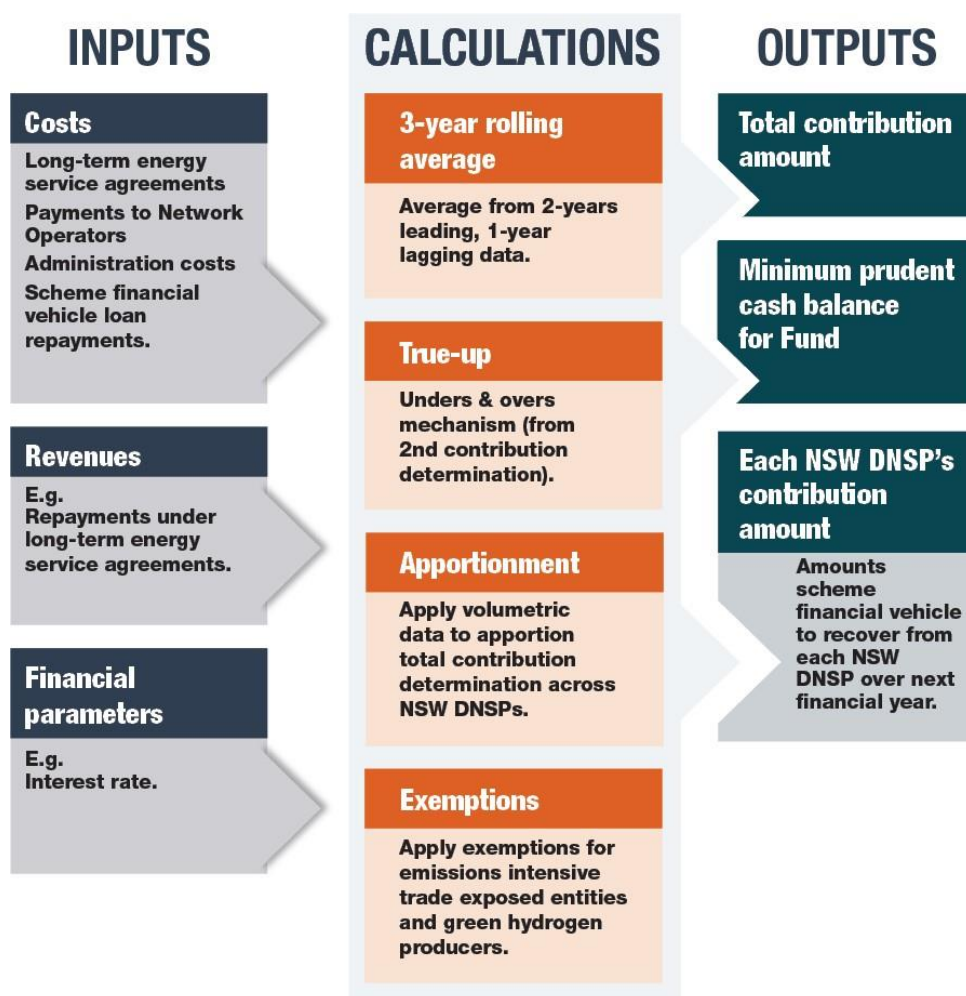 INPUTS
Costs
Long-term energy
service agreements
Payments to Network
Operators
Administration costs
Scheme financial
vehicle loan
repayments.
Revenues
E.g.
Repayments under
long-term energy
service agreements.
Financial
parameters
E.g.
Interest rate.
CALCULATIONS
3-year rolling
average
Average from 2-years
leading, 1-year
lagging data.
True-up
Unders & overs
mechanism (from
2nd contribution
determination).
Apportionment
Apply volumetric
data to apportion
total contribution
determination across
NSW DNSPs.
Exemptions
Apply exemptions for
emissions intensive
trade exposed entities
and green hydrogen
producers.
OUTPUTS
Total contribution
amount
Minimum prudent
cash balance
for Fund
Each NSW DNSP's
contribution
amount
Amounts
scheme
financial vehicle
to recover from
each NSW
DNSP over next
financial year.